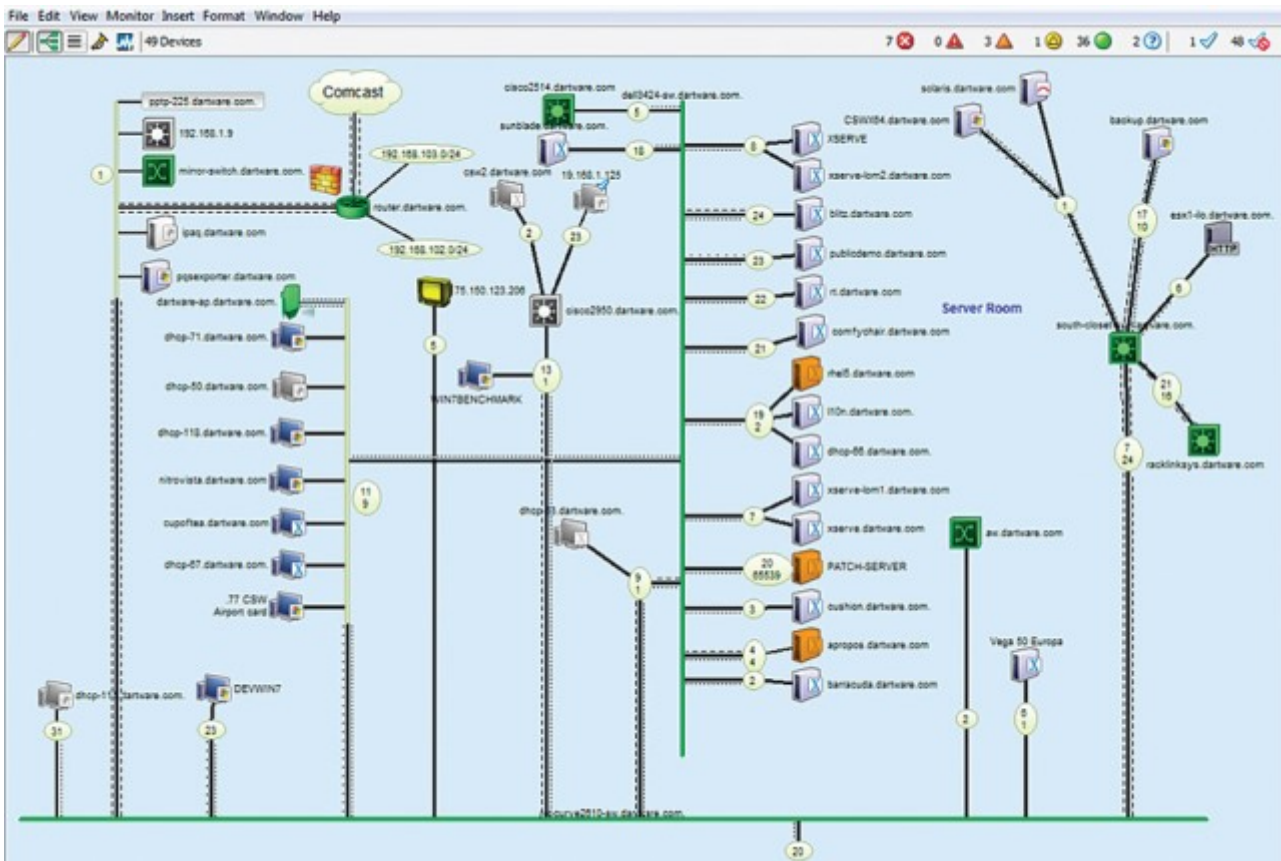 File Edit View Monitor Insert Format Window Help
49 Devices
7 0 3 1 36 2 1 48
pptp-225.dartware.com.
192.168.1.9
mirror-switch.dartware.com.
1
ipaq.dartware.com
pqsexporter.dartware.com
Comcast
192.168.103.0/24
router.dartware.com.
192.168.102.0/24
dartware-ap.dartware.com.
dhcp-71.dartware.com.
dhcp-50.dartware.com.
dhcp-118.dartware.com.
nitrovista.dartware.com.
cupoftea.dartware.com
dhcp-67.dartware.com.
.77 CSW
Airport card
11
9
75.150.123.206
cisco2514.dartware.com
dell3424-sw.dartware.com.
5
18
csw2.dartware.com
19.168.1.125
2
23
cisco2950.dartware.com.
13
1
WIN7BENCHMARK
9
1
8
XSERVE
xserve-lom2.dartware.com
24
blitz.dartware.com
23
publicdemo.dartware.com
22
rt.dartware.com
21
comfychair.dartware.com
19
2
rhel5.dartware.com
l10n.dartware.com.
dhcp-66.dartware.com
7
xserve-lom1.dartware.com
xserve.dartware.com
20
65539
PATCH-SERVER
3
cushion.dartware.com.
4
4
apropos.dartware.com
2
barracuda.dartware.com
Server Room
solaris.dartware.com
CSWX64.dartware.com
backup.dartware.com
1
17
10
esx1-ilo.dartware.com.
HTTP
6
21
16
racklinksys.dartware.com
7
24
aw.dartware.com
2
Vega 50 Europa
6
1
31
DEVWIN7
23
20